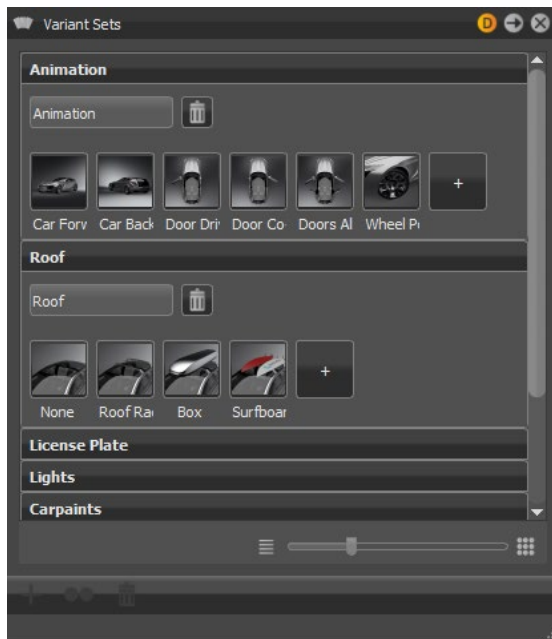 Variant Sets
D
Animation
Animation
Car Forv Car Back Door Dri Door Co Doors Al Wheel P
+
Roof
Roof
None Roof Ra Box Surfboar
+
License Plate
Lights
Carpaints